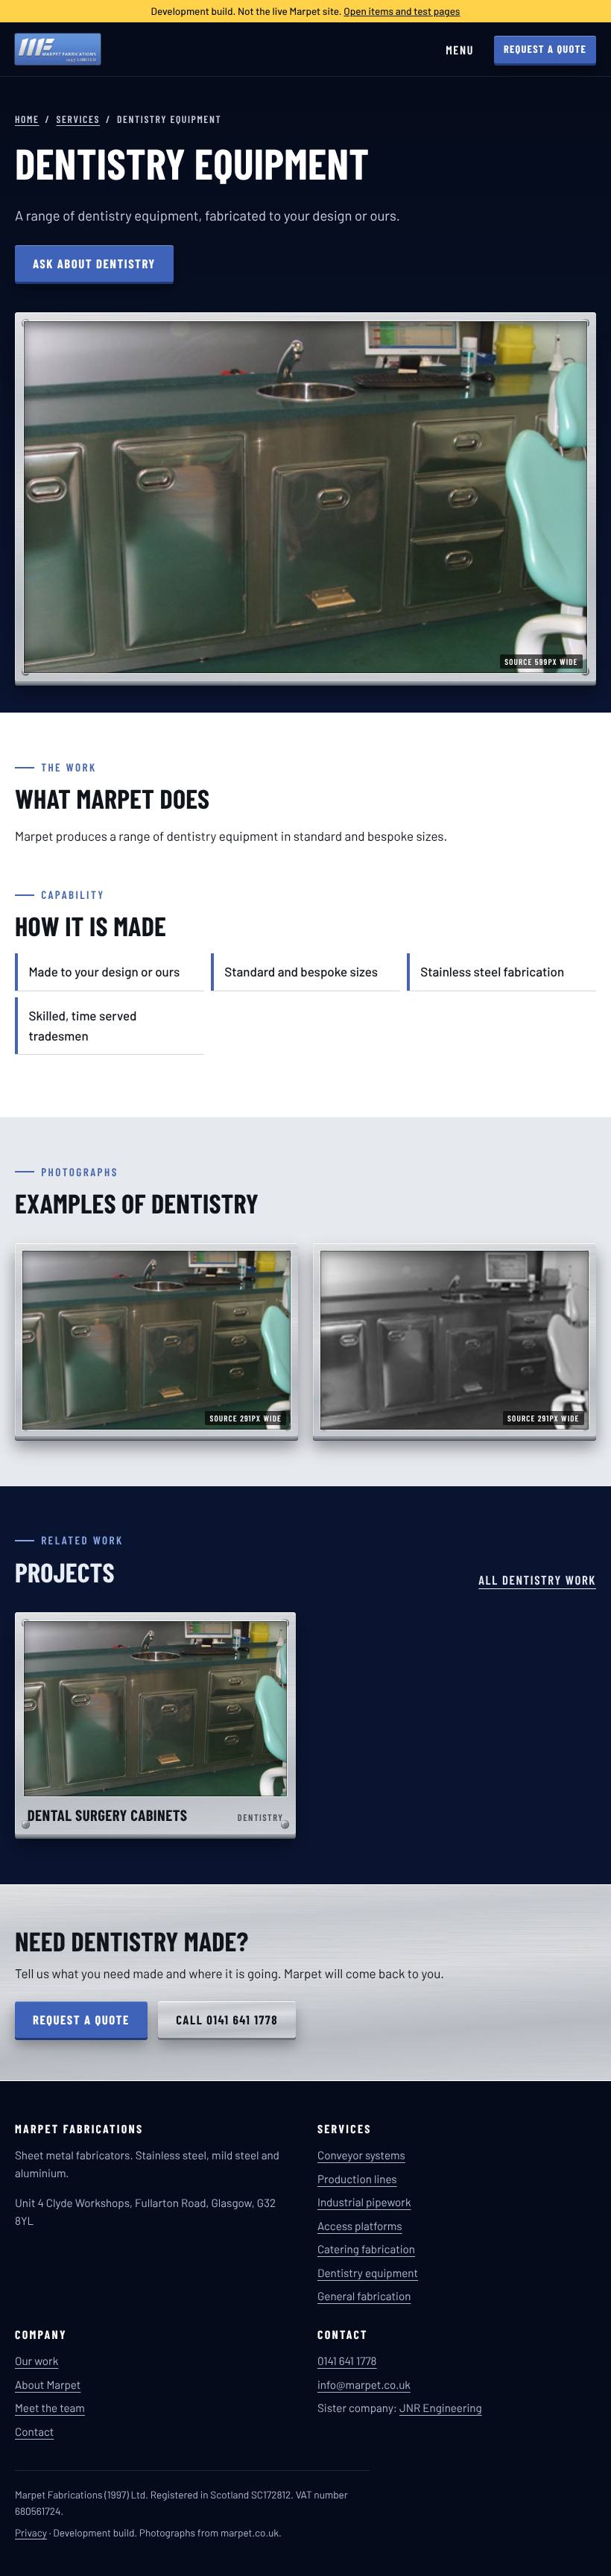 Development build. Not the live Marpet site. Open items and test pages
MF MARPET FABRICATIONS
MENU
REQUEST A QUOTE
HOME / SERVICES / DENTISTRY EQUIPMENT
DENTISTRY EQUIPMENT
A range of dentistry equipment, fabricated to your design or ours.
ASK ABOUT DENTISTRY
SOURCE 599PX WIDE
THE WORK
WHAT MARPET DOES
Marpet produces a range of dentistry equipment in standard and bespoke sizes.
CAPABILITY
HOW IT IS MADE
Made to your design or ours
Standard and bespoke sizes
Stainless steel fabrication
Skilled, time served
tradesmen
PHOTOGRAPHS
EXAMPLES OF DENTISTRY
SOURCE 291PX WIDE
SOURCE 291PX WIDE
RELATED WORK
PROJECTS
ALL DENTISTRY WORK
DENTAL SURGERY CABINETS
DENTISTRY
NEED DENTISTRY MADE?
Tell us what you need made and where it is going. Marpet will come back to you.
REQUEST A QUOTE
CALL 0141 641 1778
MARPET FABRICATIONS
Sheet metal fabricators. Stainless steel, mild steel and
aluminium.
Unit 4 Clyde Workshops, Fullarton Road, Glasgow, G32
8YL
SERVICES
Conveyor systems
Production lines
Industrial pipework
Access platforms
Catering fabrication
Dentistry equipment
General fabrication
COMPANY
Our work
About Marpet
Meet the team
Contact
CONTACT
0141 641 1778
info@marpet.co.uk
Sister company: JNR Engineering
Marpet Fabrications (1997) Ltd. Registered in Scotland SC172812. VAT number
680561724.
Privacy · Development build. Photographs from marpet.co.uk.